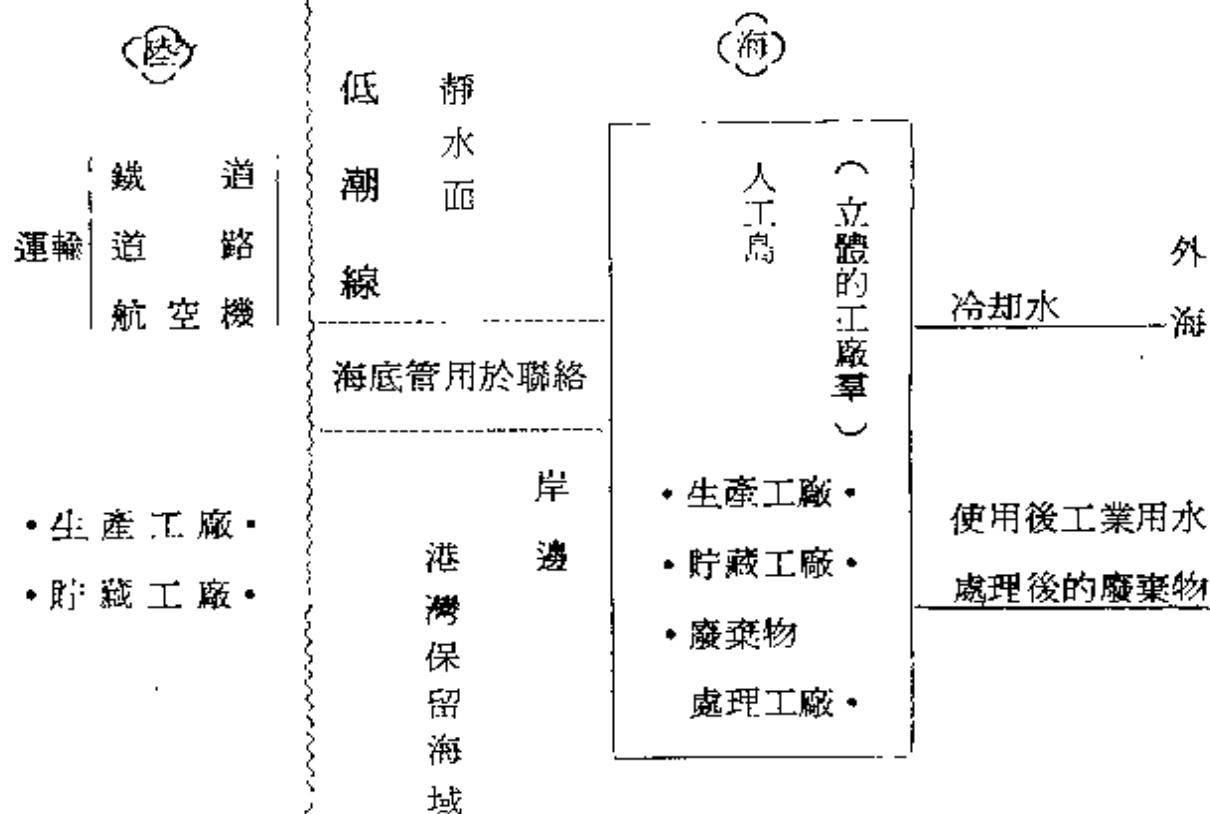 陸
海
運輸
鐵道
道路
航空機
低潮線
靜水面
海底管用於聯絡
人工島
（立體的工廠羣）
冷却水
外海
岸邊
港灣保留海域
•生產工廠•
•貯藏工廠•
•生產工廠•
•貯藏工廠•
•廢棄物
處理工廠•
使用後工業用水
處理後的廢棄物